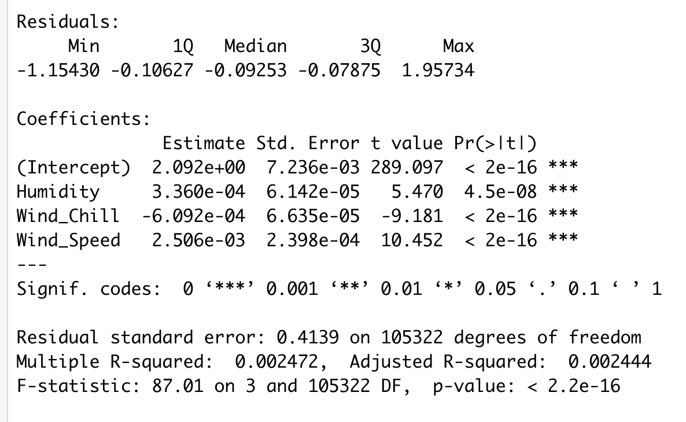 Residuals:
Min 1Q Median 3Q Max
-1.15430 -0.10627 -0.09253 -0.07875 1.95734
Coefficients:
Estimate Std. Error t value Pr(>|t|)
(Intercept) 2.092e+00 7.236e-03 289.097 < 2e-16 ***
Humidity 3.360e-04 6.142e-05 5.470 4.5e-08 ***
Wind_Chill -6.092e-04 6.635e-05 -9.181 < 2e-16 ***
Wind_Speed 2.506e-03 2.398e-04 10.452 < 2e-16 ***
---
Signif. codes: 0 ‘***’ 0.001 ‘**’ 0.01 ‘*’ 0.05 ‘.’ 0.1 ‘ ’ 1
Residual standard error: 0.4139 on 105322 degrees of freedom
Multiple R-squared: 0.002472, Adjusted R-squared: 0.002444
F-statistic: 87.01 on 3 and 105322 DF, p-value: < 2.2e-16